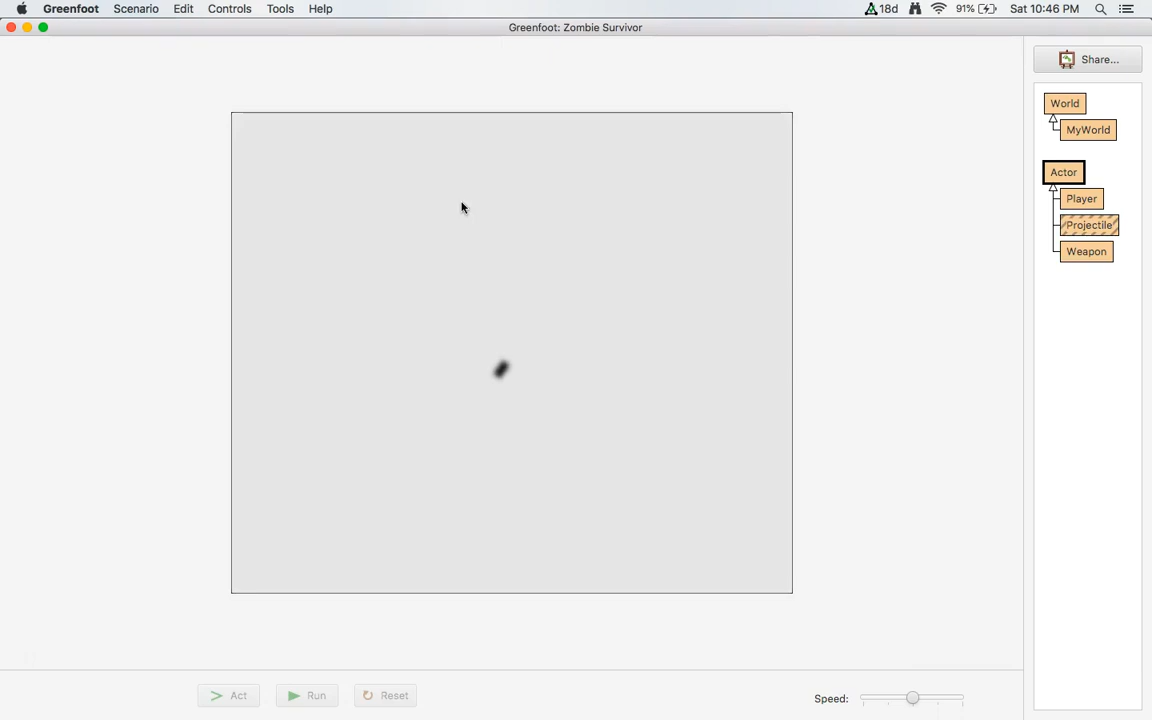 Greenfoot Scenario Edit Controls Tools Help 18d 91% Sat 10:46 PM
Greenfoot: Zombie Survivor
Share...
World
MyWorld
Actor
Player
Projectile
Weapon
Act Run Reset Speed: